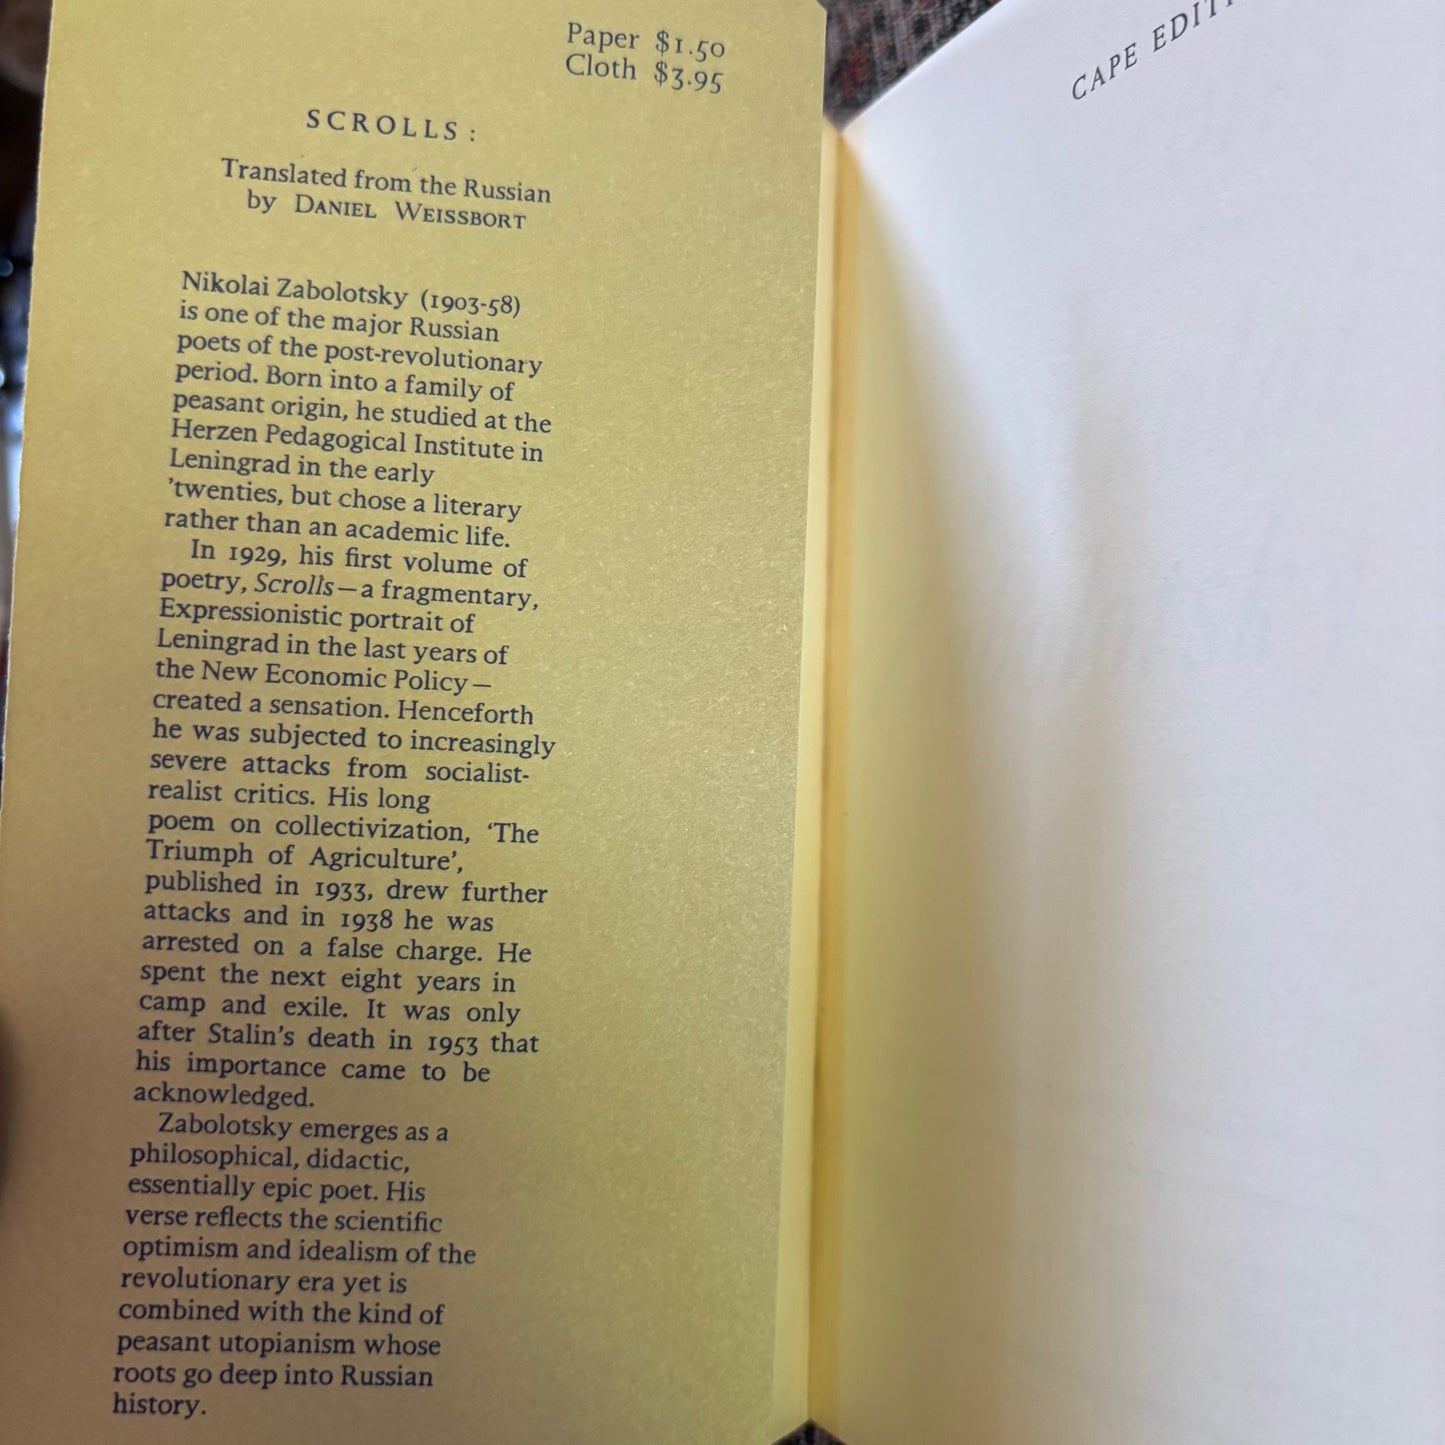 Paper $1.50
Cloth $3.95
SCROLLS:
Translated from the Russian
by DANIEL WEISSBORT
Nikolai Zabolotsky (1903-58)
is one of the major Russian
poets of the post-revolutionary
period. Born into a family of
peasant origin, he studied at the
Herzen Pedagogical Institute in
Leningrad in the early
'twenties, but chose a literary
rather than an academic life.
In 1929, his first volume of
poetry, Scrolls—a fragmentary,
Expressionistic portrait of
Leningrad in the last years of
the New Economic Policy—
created a sensation. Henceforth
he was subjected to increasingly
severe attacks from socialist-
realist critics. His long
poem on collectivization, ‘The
Triumph of Agriculture’,
published in 1933, drew further
attacks and in 1938 he was
arrested on a false charge. He
spent the next eight years in
camp and exile. It was only
after Stalin's death in 1953 that
his importance came to be
acknowledged.
Zabolotsky emerges as a
philosophical, didactic,
essentially epic poet. His
verse reflects the scientific
optimism and idealism of the
revolutionary era yet is
combined with the kind of
peasant utopianism whose
roots go deep into Russian
history.
CAPE